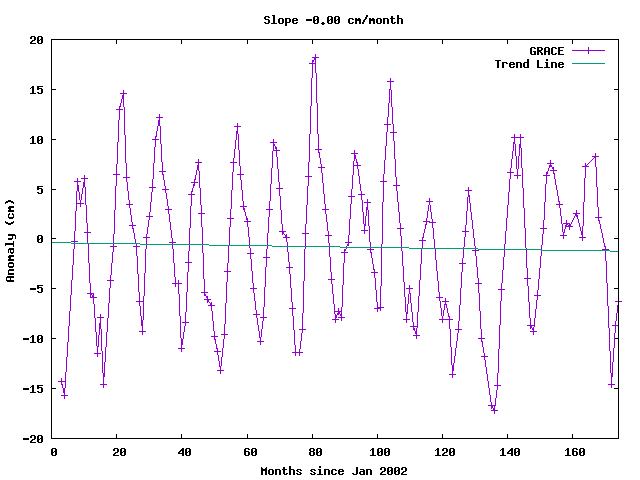 Slope -0.00 cm/month
GRACE
Trend Line
20
15
10
5
0
-5
-10
-15
-20
Anomaly (cm)
0 20 40 60 80 100 120 140 160
Months since Jan 2002